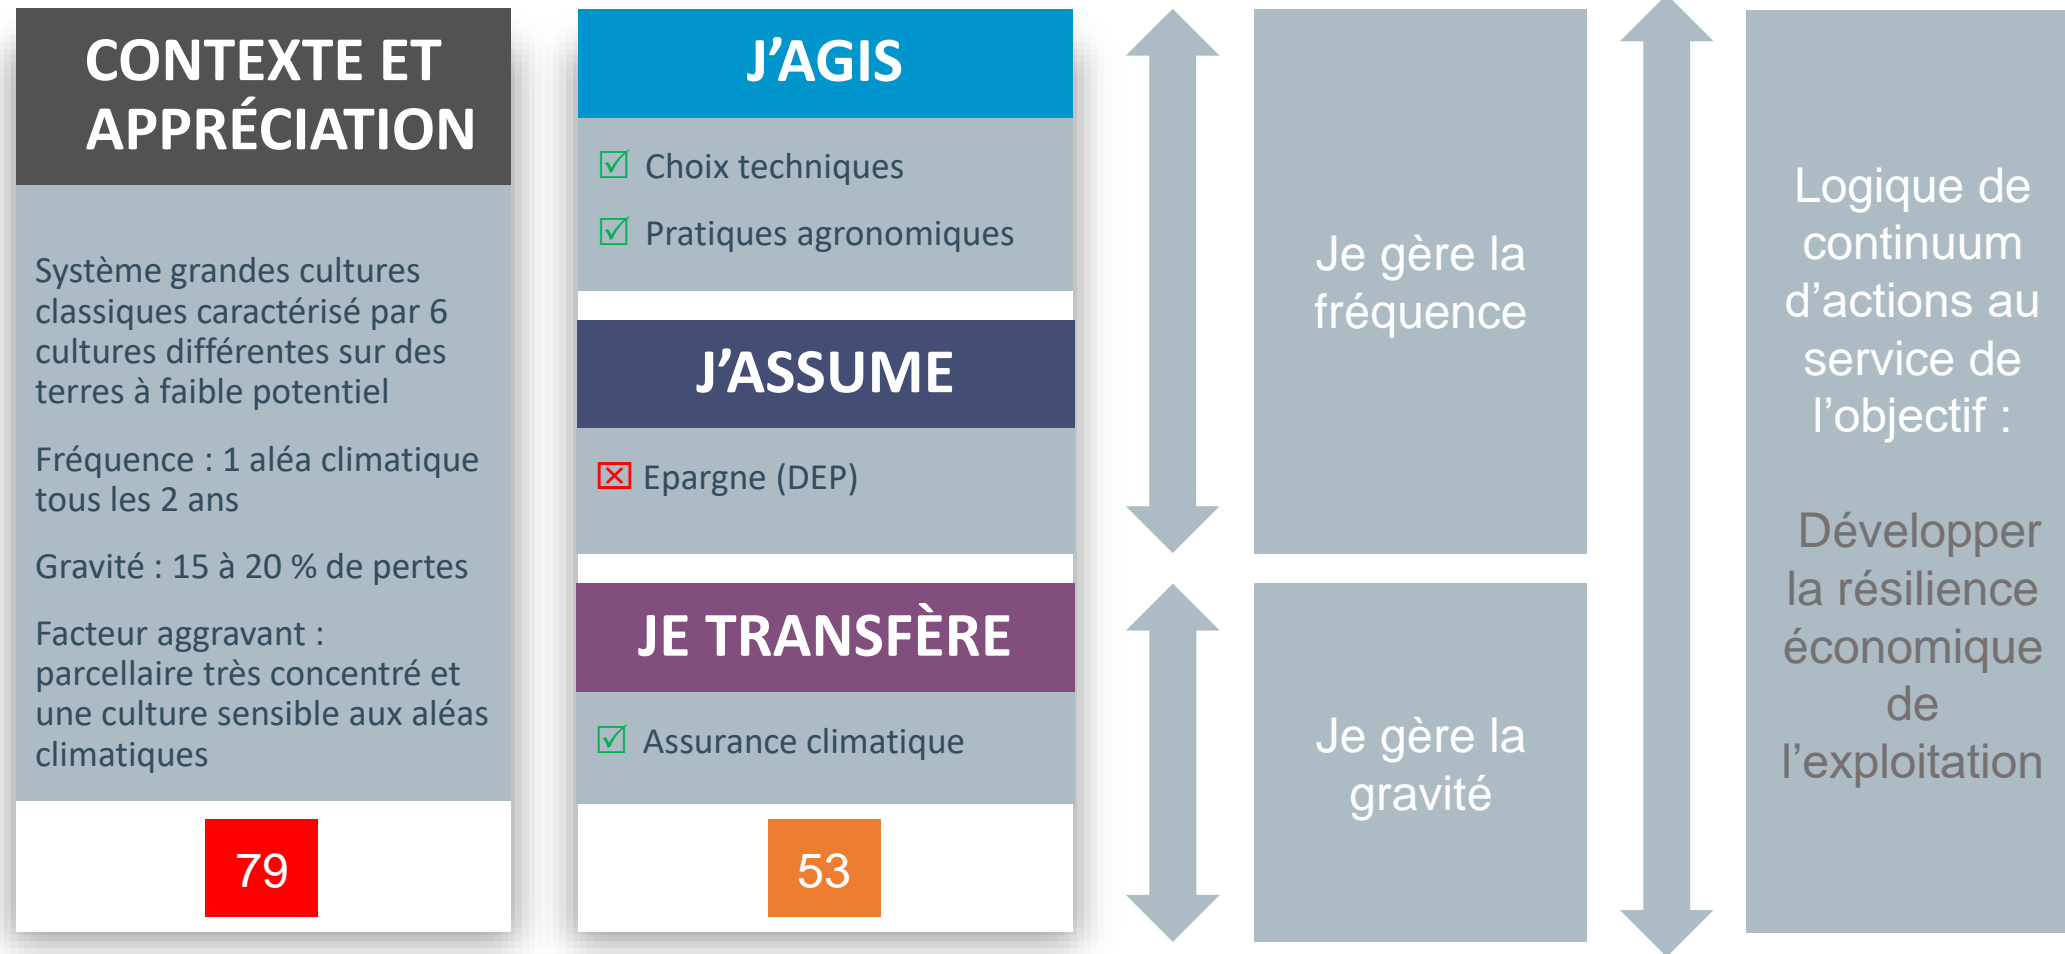 CONTEXTE ET
APPRÉCIATION
Système grandes cultures
classiques caractérisé par 6
cultures différentes sur des
terres à faible potentiel
Fréquence : 1 aléa climatique
tous les 2 ans
Gravité : 15 à 20 % de pertes
Facteur aggravant :
parcellaire très concentré et
une culture sensible aux aléas
climatiques
79
J’AGIS
Choix techniques
Pratiques agronomiques
J’ASSUME
Epargne (DEP)
JE TRANSFÈRE
Assurance climatique
53
Je gère la
fréquence
Je gère la
gravité
Logique de
continuum
d’actions au
service de
l’objectif :
Développer
la résilience
économique
de
l’exploitation